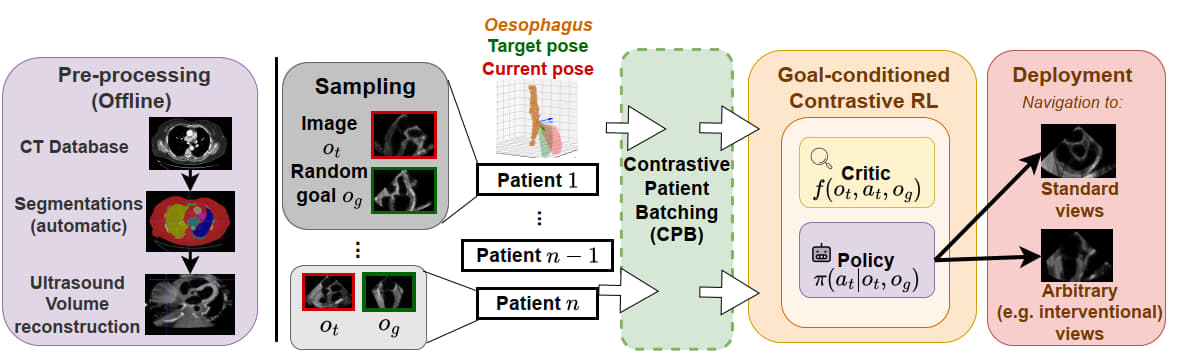 Pre-processing
(Offline)
CT Database
Segmentations
(automatic)
Ultrasound
Volume
reconstruction
Sampling
Image
o_t
Random
goal o_g
⋮
o_t
o_g
Oesophagus
Target pose
Current pose
Patient 1
⋮
Patient n − 1
Patient n
Contrastive
Patient
Batching
(CPB)
Goal-conditioned
Contrastive RL
Critic
f(o_t, a_t, o_g)
Policy
π(a_t|o_t, o_g)
Deployment
Navigation to:
Standard
views
Arbitrary
(e.g. interventional)
views